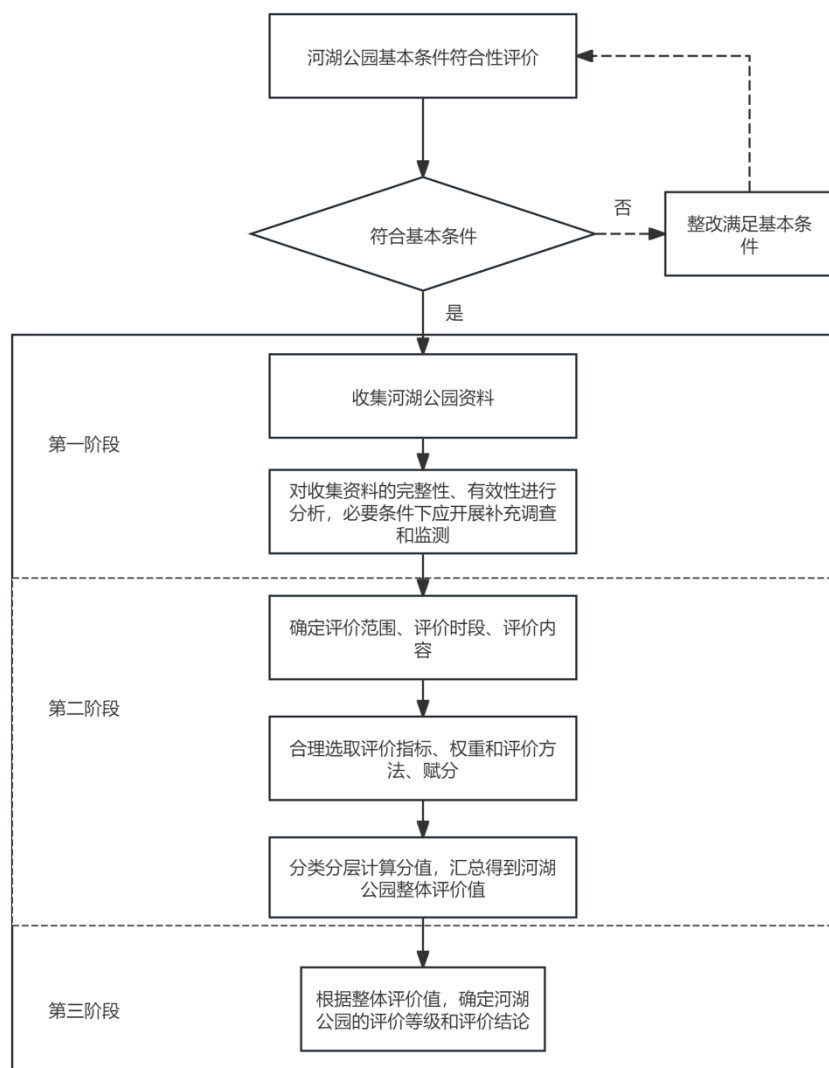 河湖公园基本条件符合性评价
符合基本条件
否
整改满足基本条
件
是
第一阶段
收集河湖公园资料
对收集资料的完整性、有效性进行
分析，必要条件下应开展补充调查
和监测
第二阶段
确定评价范围、评价时段、评价内
容
合理选取评价指标、权重和评价方
法、赋分
分类分层计算分值，汇总得到河湖
公园整体评价值
第三阶段
根据整体评价值，确定河湖
公园的评价等级和评价结论